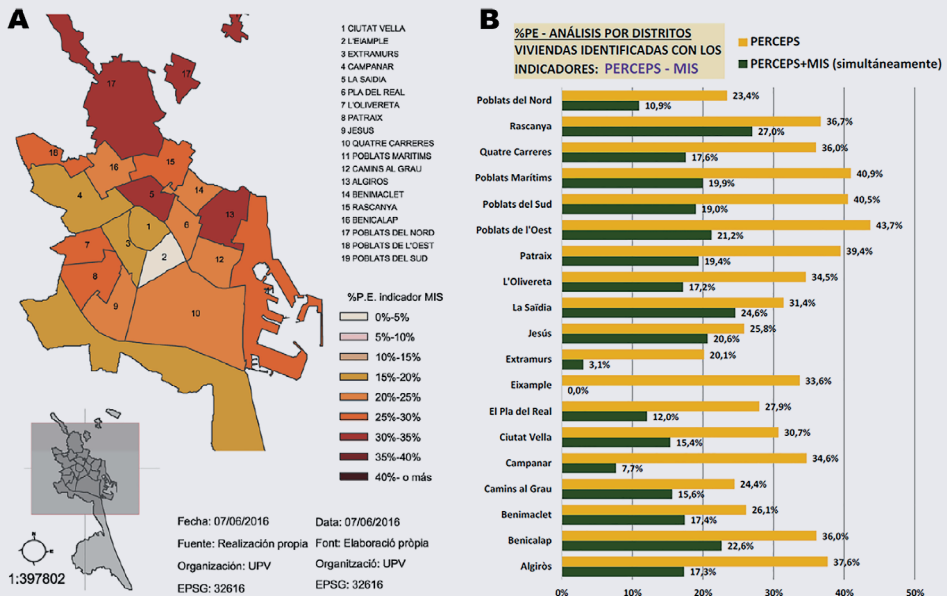 A
1 CIUTAT VELLA
2 L'EIAMPLE
3 EXTRAMURS
4 CAMPANAR
5 LA SAIDIA
6 PLA DEL REAL
7 L'OLIVERETA
8 PATRAIX
9 JESUS
10 QUATRE CARRERES
11 POBLATS MARITIMS
12 CAMINS AL GRAU
13 ALGIROS
14 BENIMACLET
15 RASCANYA
16 BENICALAP
17 POBLATS DEL NORD
18 POBLATS DE L'OEST
19 POBLATS DEL SUD
17
17
18
16
15
4
5
14
13
1
6
3
2
7
12
8
9
10
%P.E. indicador MIS
0%-5%
5%-10%
10%-15%
15%-20%
20%-25%
25%-30%
30%-35%
35%-40%
40%- o más
N
1:397802
Fecha: 07/06/2016
Fuente: Realización propia
Organización: UPV
EPSG: 32616
Data: 07/06/2016
Font: Elaboració pròpia
Organització: UPV
EPSG: 32616
B
%PE - ANÁLISIS POR DISTRITOS
VIVIENDAS IDENTIFICADAS CON LOS
INDICADORES: PERCEPS - MIS
PERCEPS
PERCEPS+MIS (simultáneamente)
Poblats del Nord 23,4%
10,9%
Rascanya 36,7%
27,0%
Quatre Carreres 36,0%
17,6%
Poblats Marítims 40,9%
19,9%
Poblats del Sud 40,5%
19,0%
Poblats de l'Oest 43,7%
21,2%
Patraix 39,4%
19,4%
L'Olivereta 34,5%
17,2%
La Saïdia 31,4%
24,6%
Jesús 25,8%
20,6%
Extramurs 20,1%
3,1%
Eixample 33,6%
0,0%
El Pla del Real 27,9%
12,0%
Ciutat Vella 30,7%
15,4%
Campanar 34,6%
7,7%
Camins al Grau 24,4%
15,6%
Benimaclet 26,1%
17,4%
Benicalap 36,0%
22,6%
Algiròs 37,6%
17,3%
0% 10% 20% 30% 40% 50%